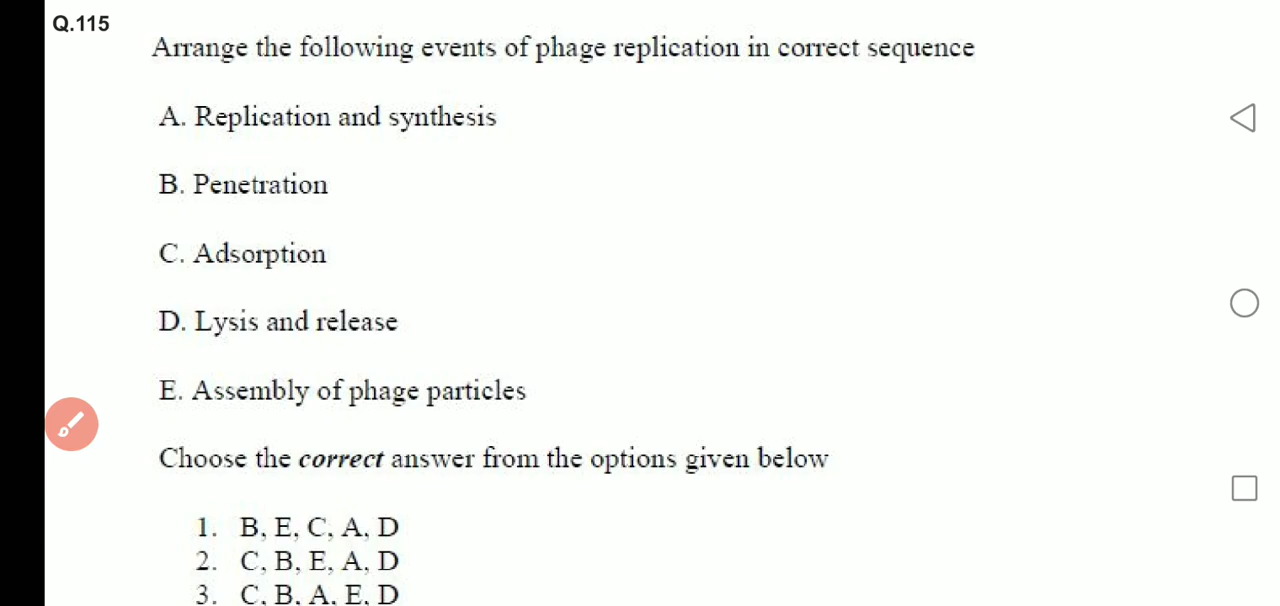 Q.115
Arrange the following events of phage replication in correct sequence
A. Replication and synthesis
B. Penetration
C. Adsorption
D. Lysis and release
E. Assembly of phage particles
Choose the correct answer from the options given below
1. B, E, C, A, D
2. C, B, E, A, D
3. C, B, A, E, D